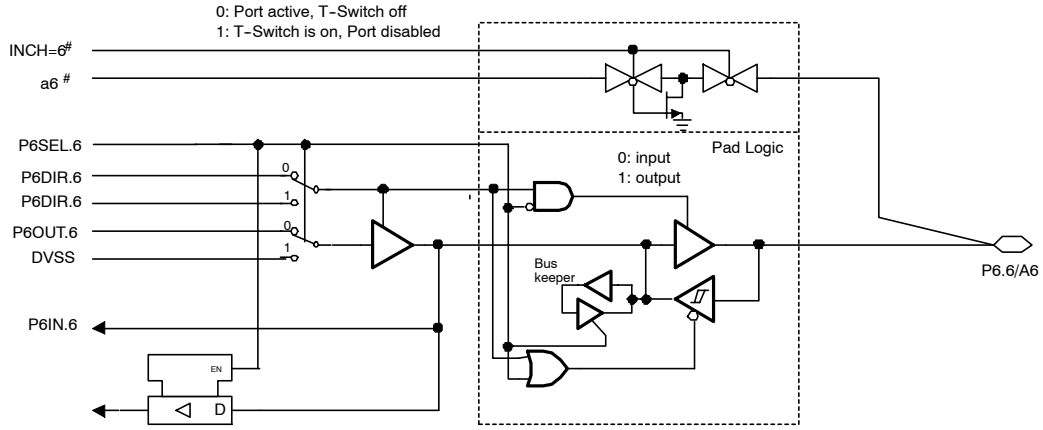 0: Port active, T-Switch off
1: T-Switch is on, Port disabled
INCH=6#
a6 #
P6SEL.6
Pad Logic
0: input
1: output
P6DIR.6
0
P6DIR.6
1
P6OUT.6
0
DVSS
1
Bus
keeper
P6.6/A6
P6IN.6
EN
D